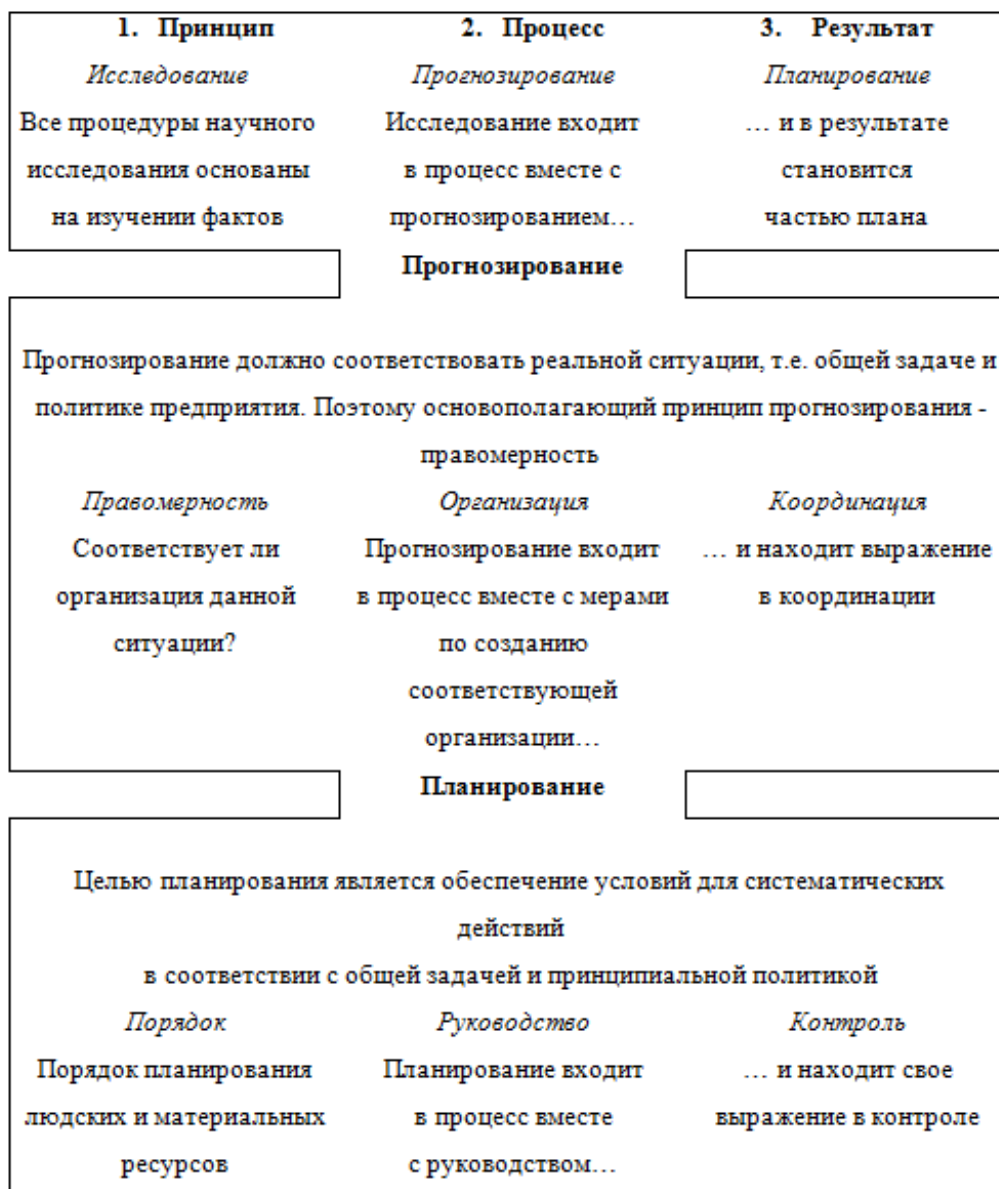 1. Принцип 2. Процесс 3. Результат
Исследование Прогнозирование Планирование
Все процедуры научного Исследование входит … и в результате
исследования основаны в процесс вместе с становится
на изучении фактов прогнозированием… частью плана
Прогнозирование
Прогнозирование должно соответствовать реальной ситуации, т.е. общей задаче и
политике предприятия. Поэтому основополагающий принцип прогнозирования -
правомерность
Правомерность Организация Координация
Соответствует ли Прогнозирование входит … и находит выражение
организация данной в процесс вместе с мерами в координации
ситуации? по созданию
соответствующей
организации…
Планирование
Целью планирования является обеспечение условий для систематических
действий
в соответствии с общей задачей и принципиальной политикой
Порядок Руководство Контроль
Порядок планирования Планирование входит … и находит свое
людских и материальных в процесс вместе выражение в контроле
ресурсов с руководством…